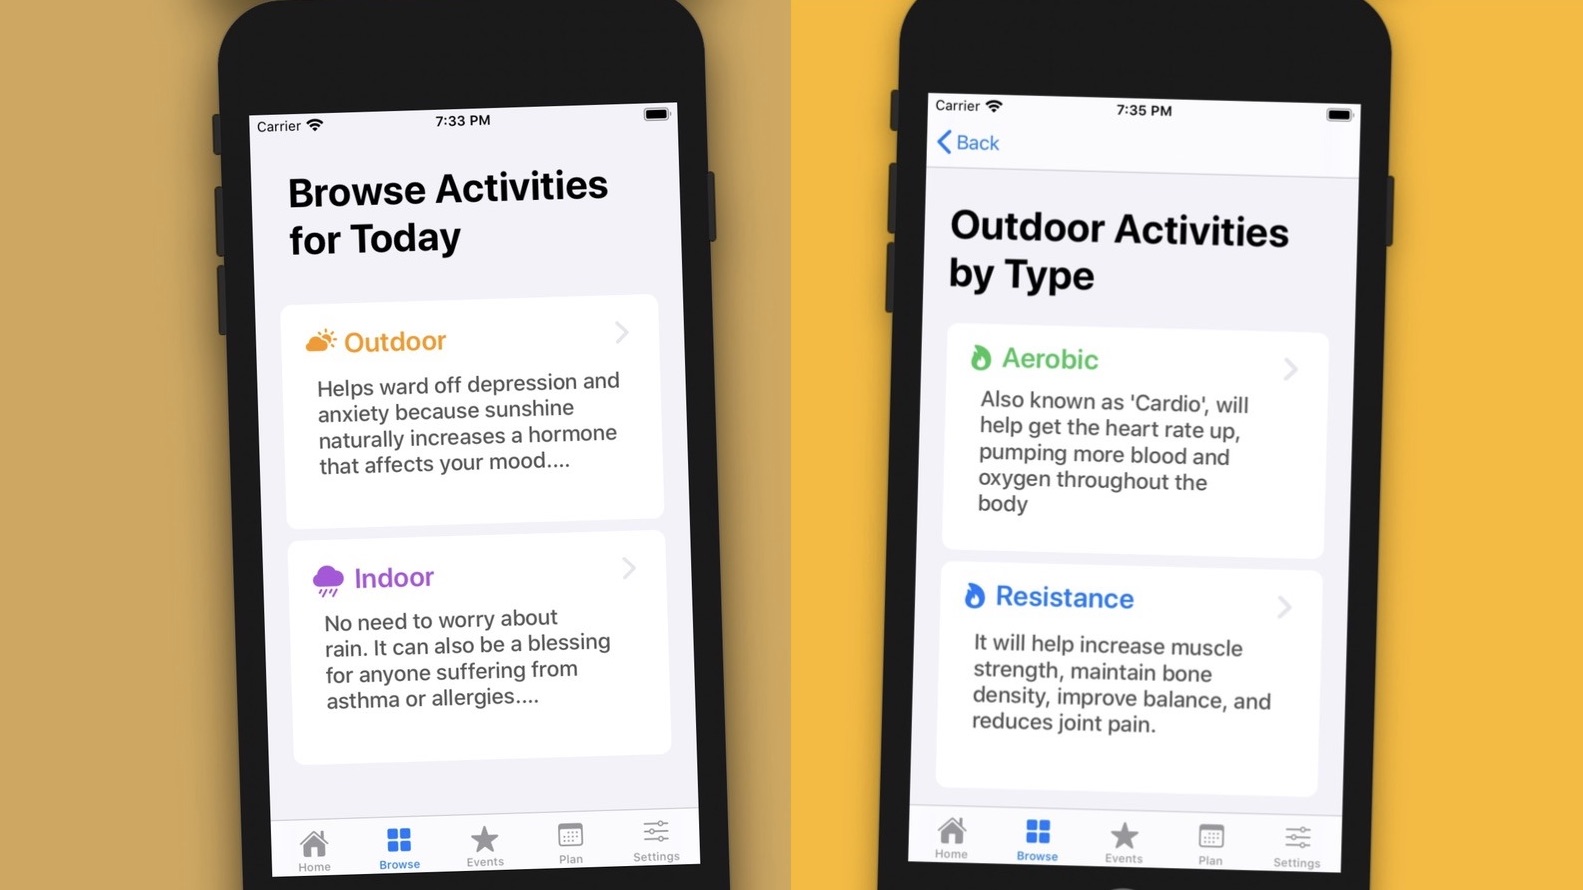 Carrier
7:33 PM
Browse Activities
for Today
Outdoor
Helps ward off depression and
anxiety because sunshine
naturally increases a hormone
that affects your mood....
Indoor
No need to worry about
rain. It can also be a blessing
for anyone suffering from
asthma or allergies....
Home
Browse
Events
Plan
Settings
Carrier
7:35 PM
Back
Outdoor Activities
by Type
Aerobic
Also known as 'Cardio', will
help get the heart rate up,
pumping more blood and
oxygen throughout the
body
Resistance
It will help increase muscle
strength, maintain bone
density, improve balance, and
reduces joint pain.
Home
Browse
Events
Plan
Settings